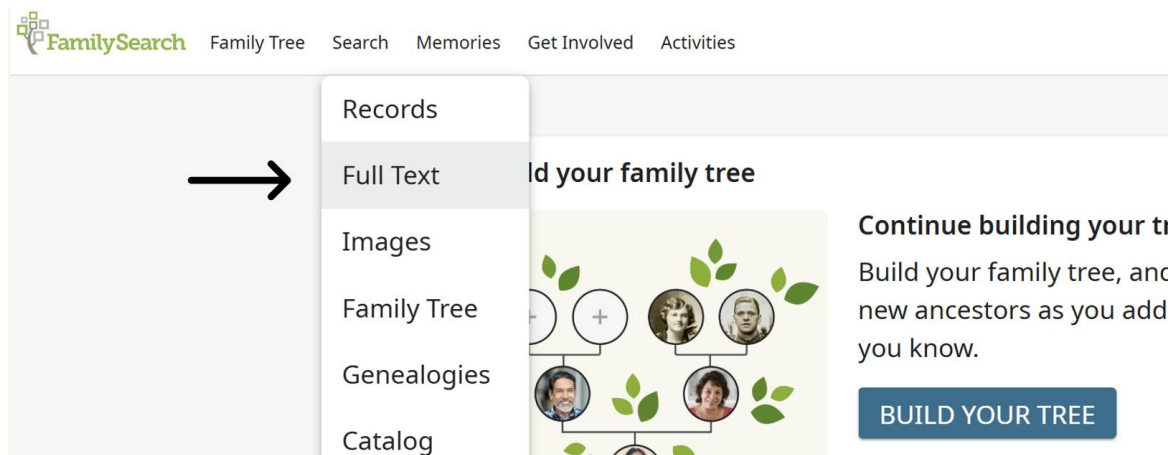 FamilySearch Family Tree Search Memories Get Involved Activities
Records
Full Text
Images
Family Tree
Genealogies
Catalog
ld your family tree
Continue building your tr
Build your family tree, and
new ancestors as you add
you know.
BUILD YOUR TREE